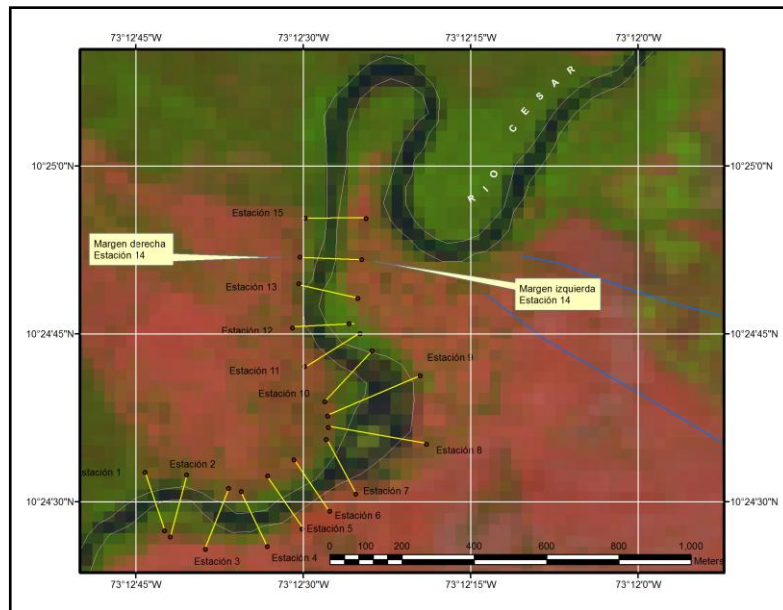 73°12'45"W 73°12'30"W 73°12'15"W 73°12'0"W
RIO CESAR
10°25'0"N 10°25'0"N
Estación 15
Margen derecha
Estación 14
Estación 13
Margen izquierda
Estación 14
10°24'45"N 10°24'45"N
Estación 12
Estación 11
Estación 9
Estación 10
Estación 8
Estación 1
Estación 2
Estación 7
10°24'30"N 10°24'30"N
Estación 6
Estación 5
Estación 3
Estación 4
0 100 200 400 600 800 1,000
Meters
73°12'45"W 73°12'30"W 73°12'15"W 73°12'0"W